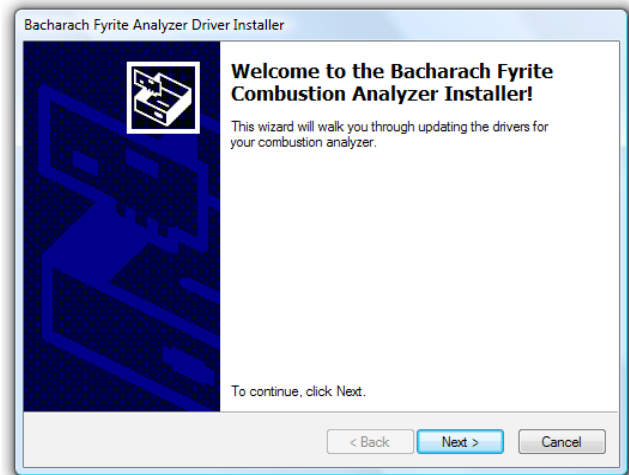 Bacharach Fyrite Analyzer Driver Installer
Welcome to the Bacharach Fyrite
Combustion Analyzer Installer!
This wizard will walk you through updating the drivers for
your combustion analyzer.
To continue, click Next.
< Back
Next >
Cancel